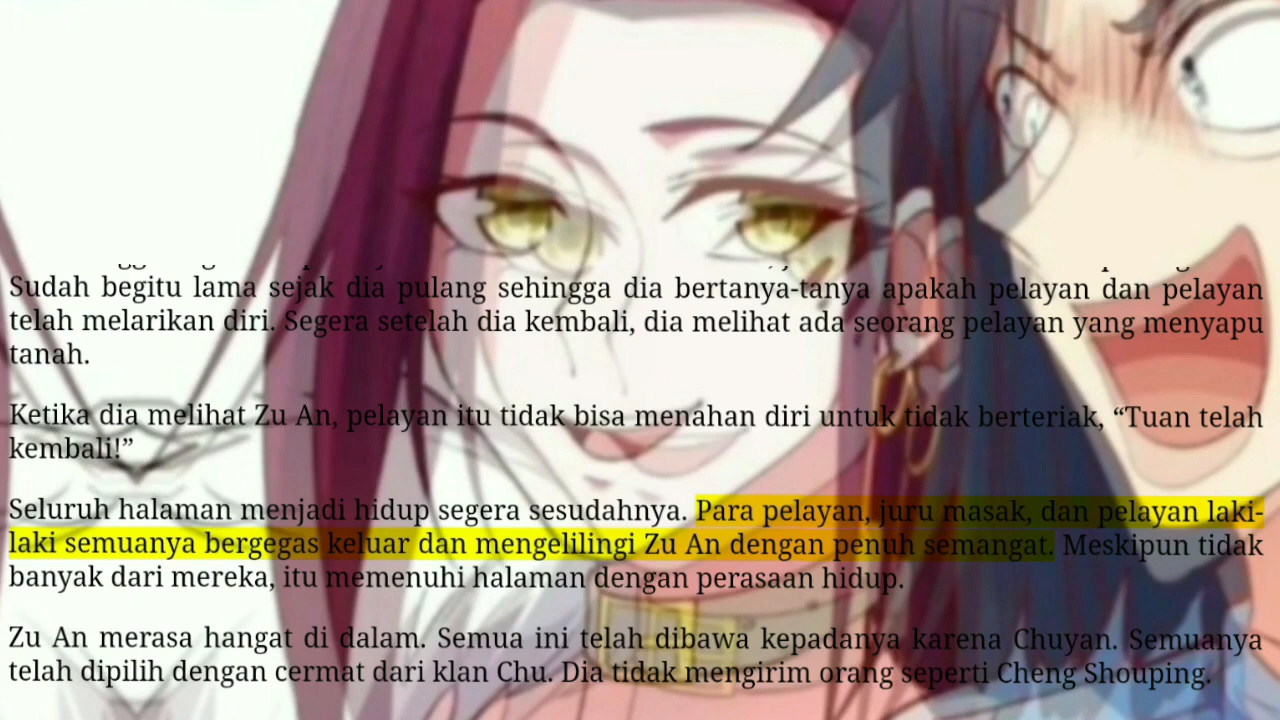 Sudah begitu lama sejak dia pulang sehingga dia bertanya-tanya apakah pelayan dan pelayan
telah melarikan diri. Segera setelah dia kembali, dia melihat ada seorang pelayan yang menyapu
tanah.
Ketika dia melihat Zu An, pelayan itu tidak bisa menahan diri untuk tidak berteriak, “Tuan telah
kembali!”
Seluruh halaman menjadi hidup segera sesudahnya. Para pelayan, juru masak, dan pelayan laki-
laki semuanya bergegas keluar dan mengelilingi Zu An dengan penuh semangat. Meskipun tidak
banyak dari mereka, itu memenuhi halaman dengan perasaan hidup.
Zu An merasa hangat di dalam. Semua ini telah dibawa kepadanya karena Chuyan. Semuanya
telah dipilih dengan cermat dari klan Chu. Dia tidak mengirim orang seperti Cheng Shouping.